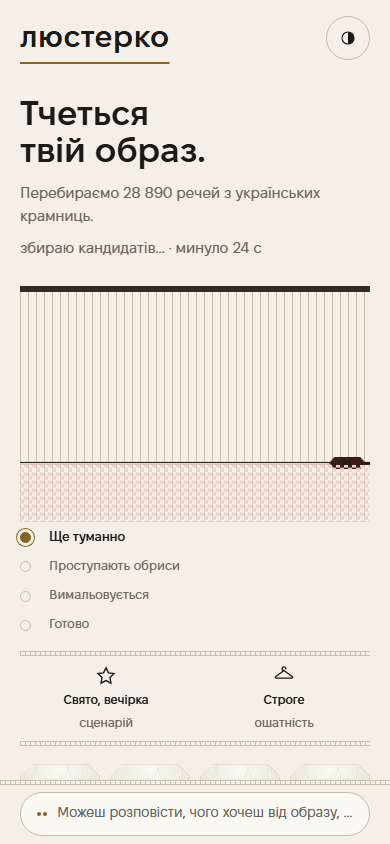 люстерко
Тчеться
твій образ.
Перебираємо 28 890 речей з українських
крамниць.
збираю кандидатів... · минуло 24 с
Ще туманно
Проступають обриси
Вимальовується
Готово
Свято, вечірка
Строге
сценарій
ошатність
Можеш розповісти, чого хочеш від образу, ...